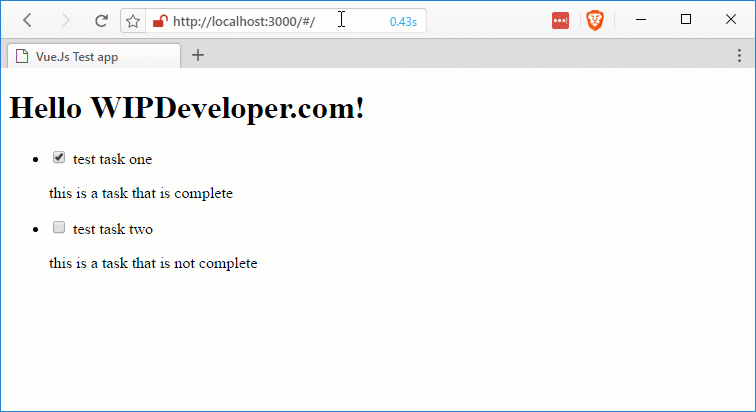 http://localhost:3000/#/
0.43s
Vue.Js Test app
Hello WIPDeveloper.com!
test task one
this is a task that is complete
test task two
this is a task that is not complete